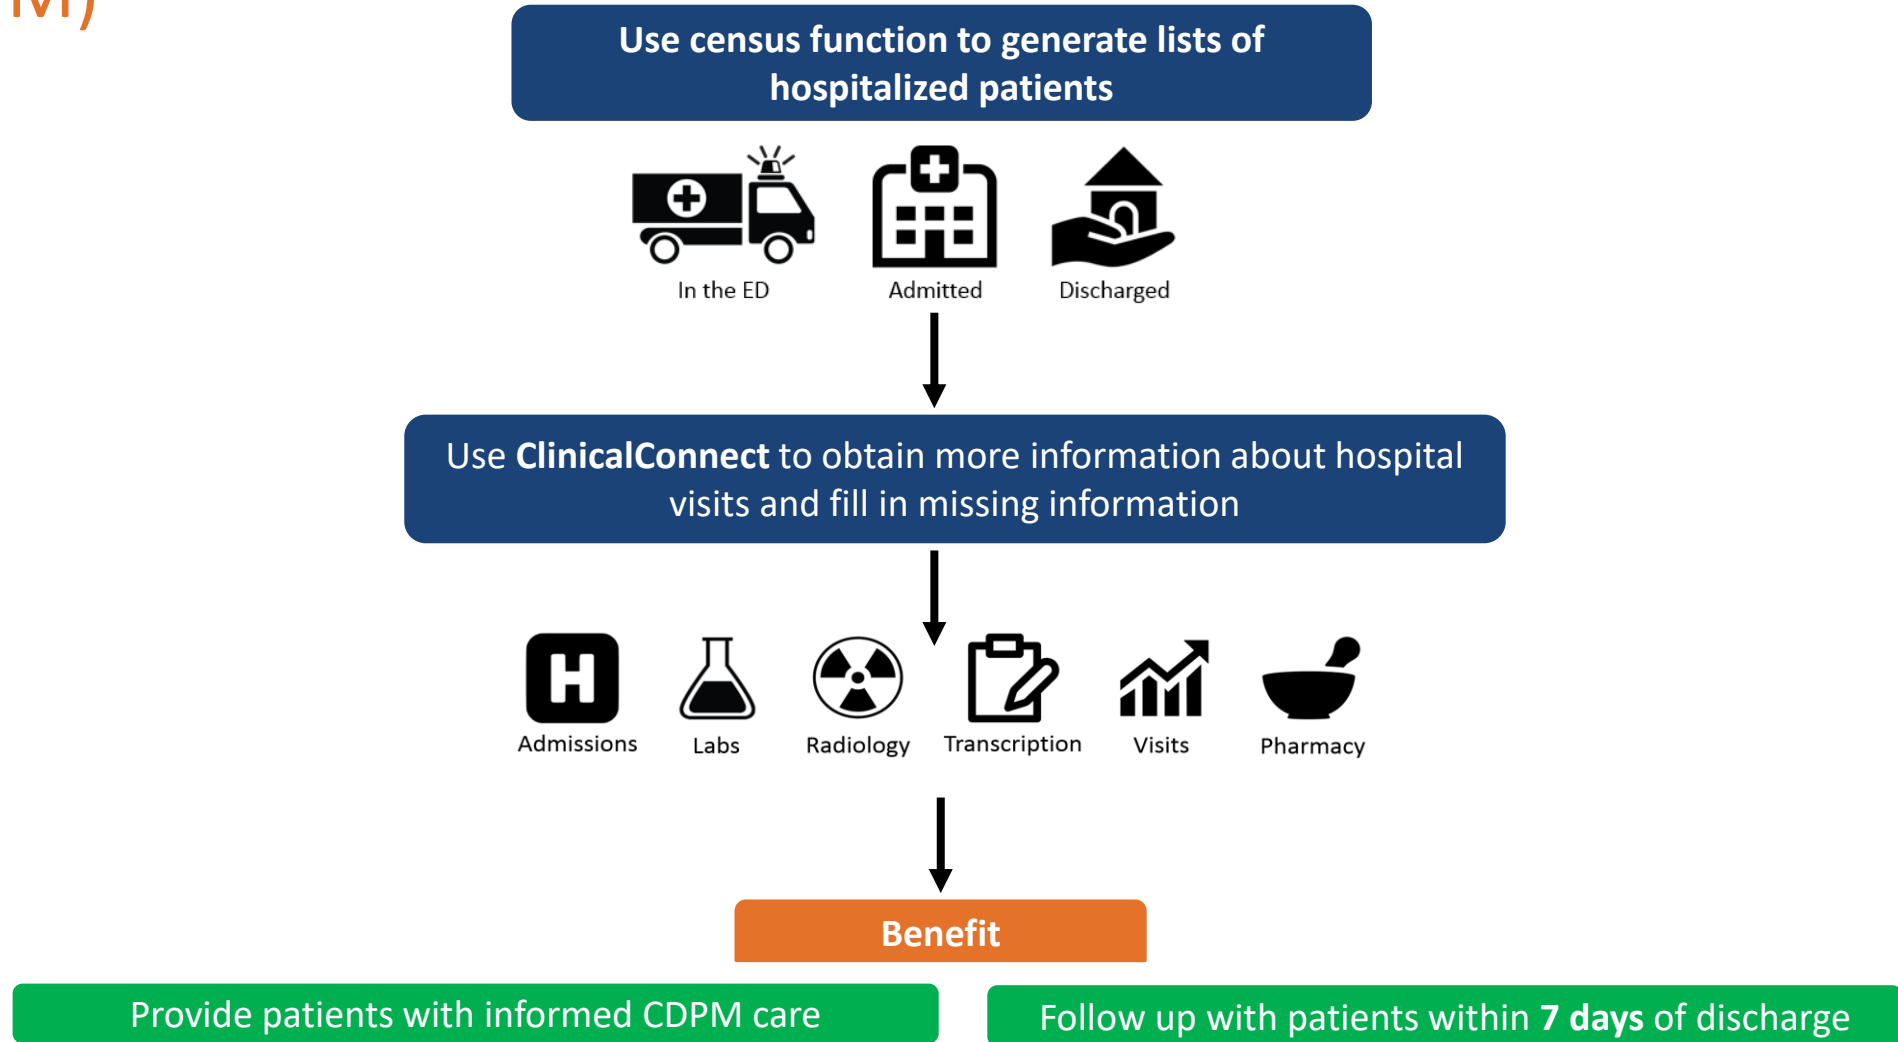 M)
Use census function to generate lists of
hospitalized patients
In the ED
Admitted
Discharged
Use ClinicalConnect to obtain more information about hospital
visits and fill in missing information
H
Admissions
Labs
Radiology
Transcription
Visits
Pharmacy
Benefit
Provide patients with informed CDPM care
Follow up with patients within 7 days of discharge